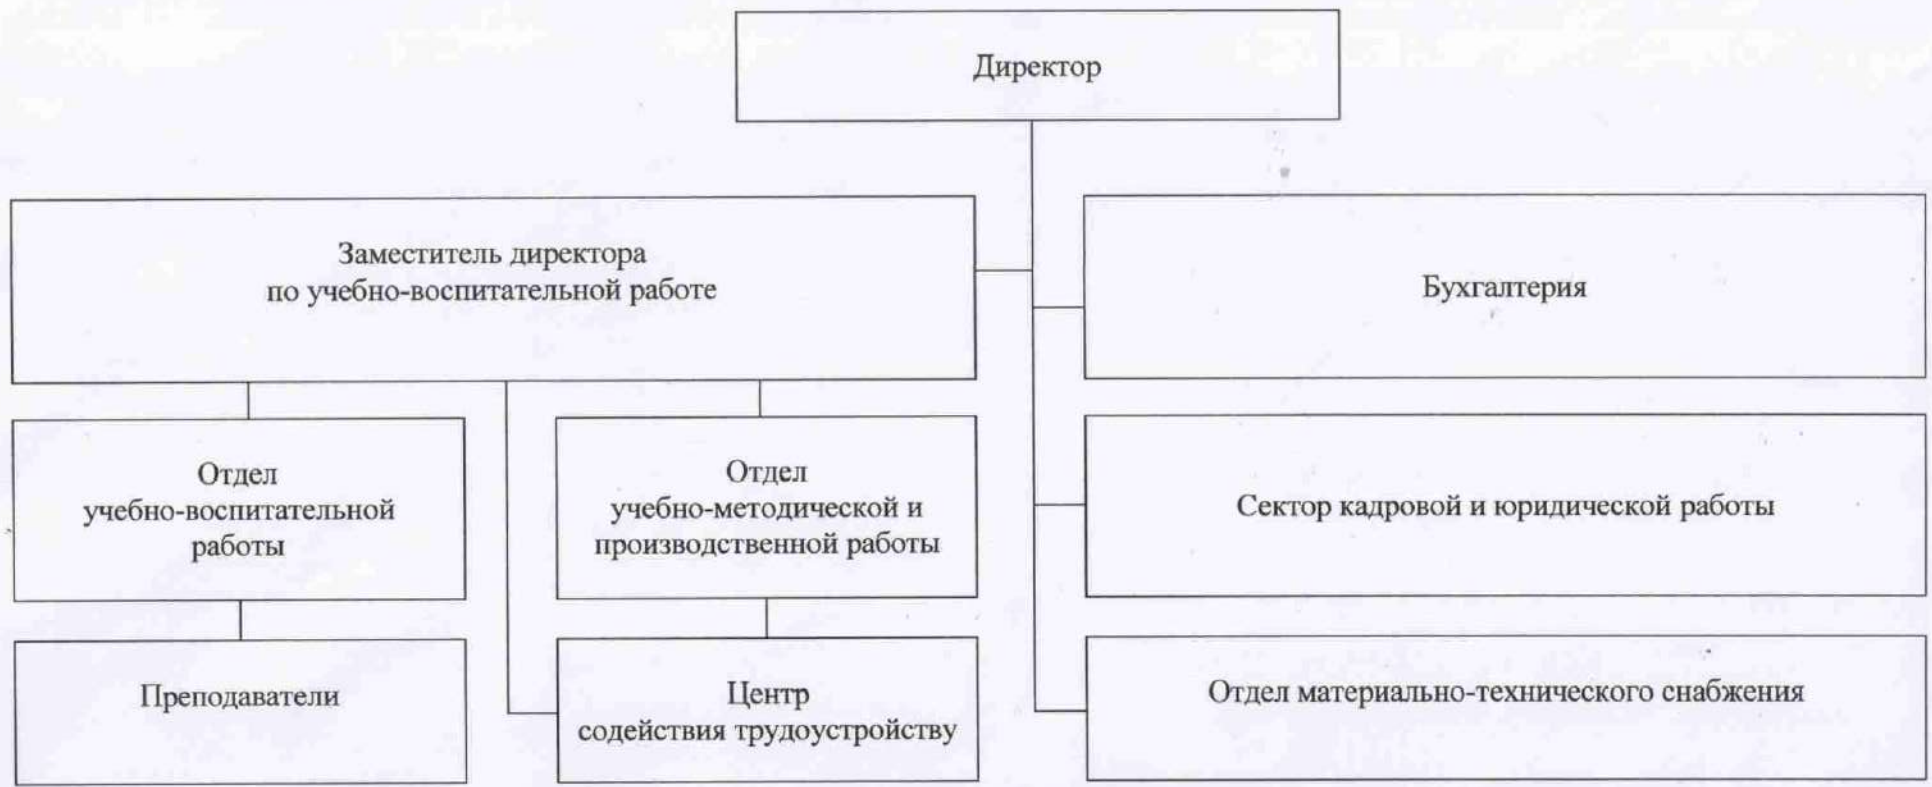 Директор
Заместитель директора
по учебно-воспитательной работе
Бухгалтерия
Отдел
учебно-воспитательной
работы
Отдел
учебно-методической и
производственной работы
Сектор кадровой и юридической работы
Преподаватели
Центр
содействия трудоустройству
Отдел материально-технического снабжения